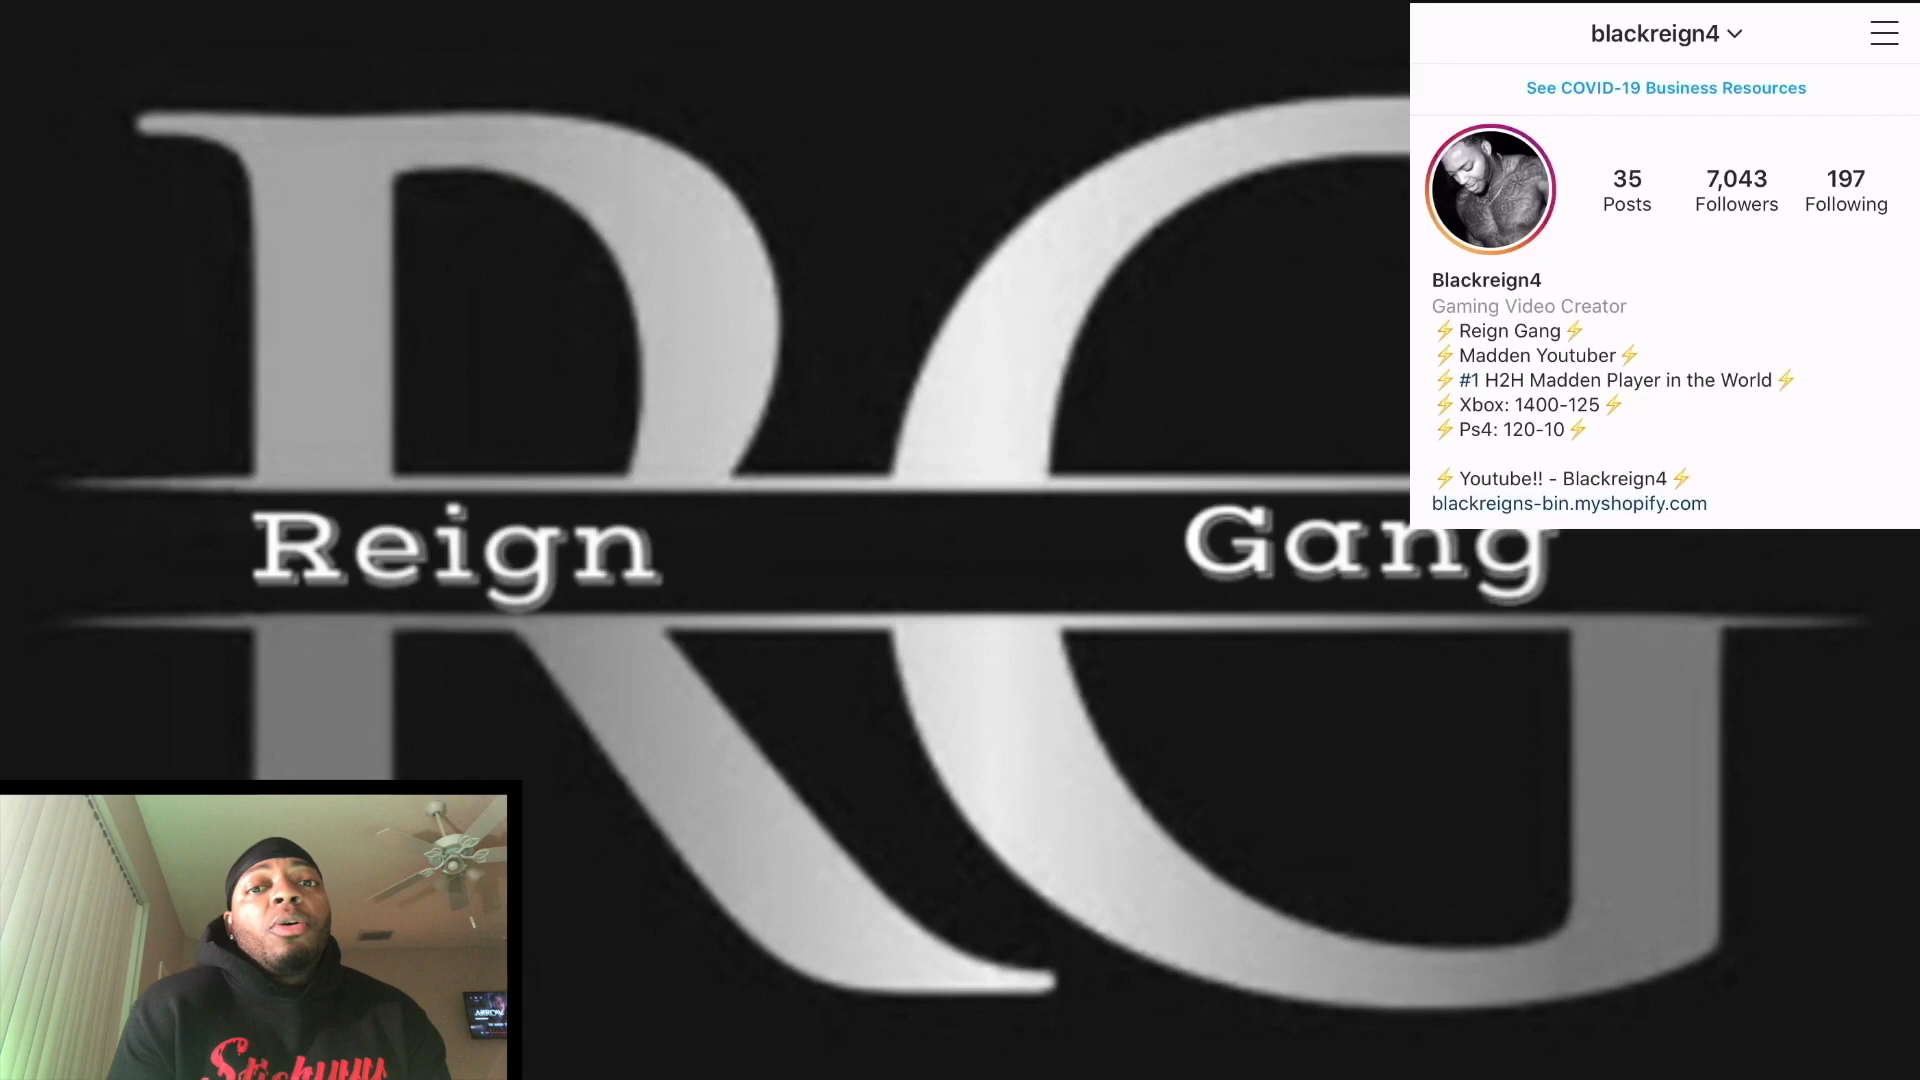 blackreign4
See COVID-19 Business Resources
35
Posts
7,043
Followers
197
Following
Blackreign4
Gaming Video Creator
⚡ Reign Gang ⚡
⚡ Madden Youtuber ⚡
⚡ #1 H2H Madden Player in the World ⚡
⚡ Xbox: 1400-125 ⚡
⚡ Ps4: 120-10 ⚡
⚡ Youtube!! - Blackreign4 ⚡
blackreigns-bin.myshopify.com
RG
Reign Gang
ARROW